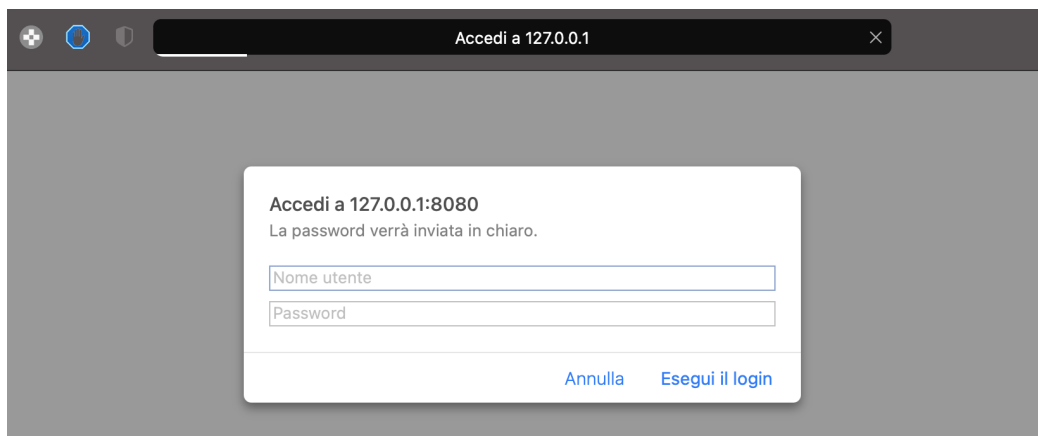 Accedi a 127.0.0.1
Accedi a 127.0.0.1:8080
La password verrà inviata in chiaro.
Nome utente
Password
Annulla Esegui il login